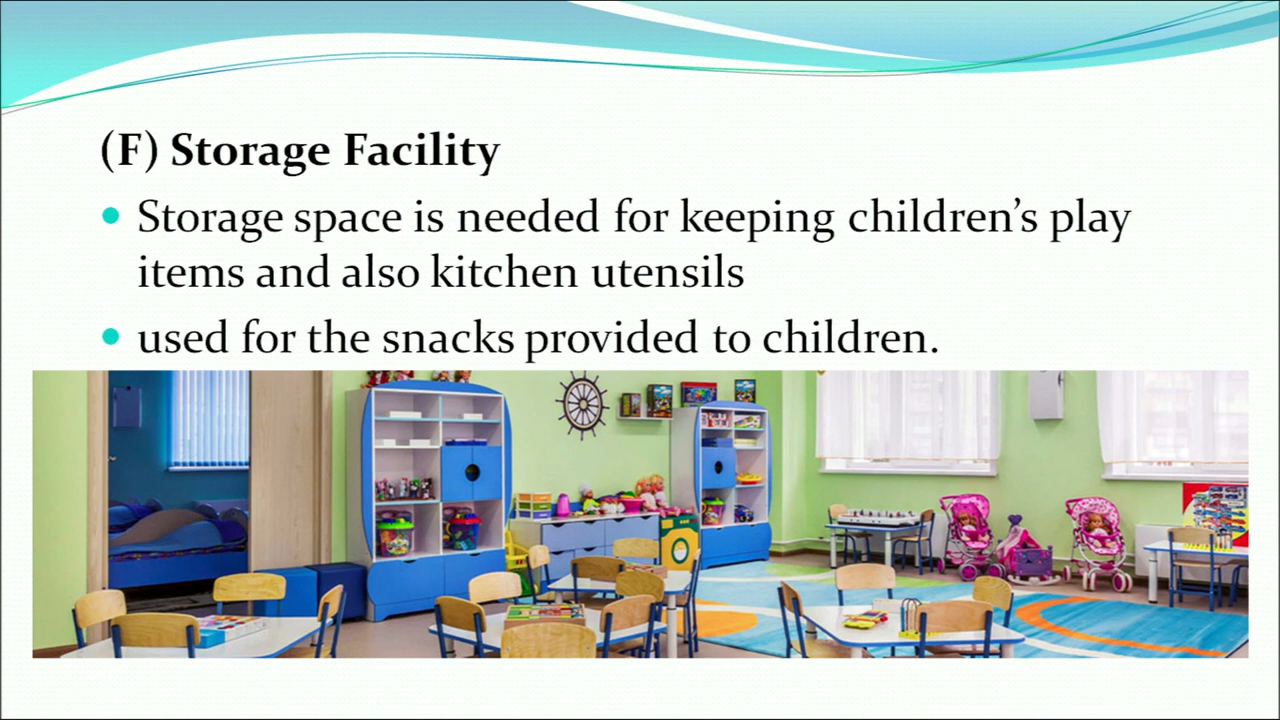 (F) Storage Facility
• Storage space is needed for keeping children’s play
items and also kitchen utensils
• used for the snacks provided to children.